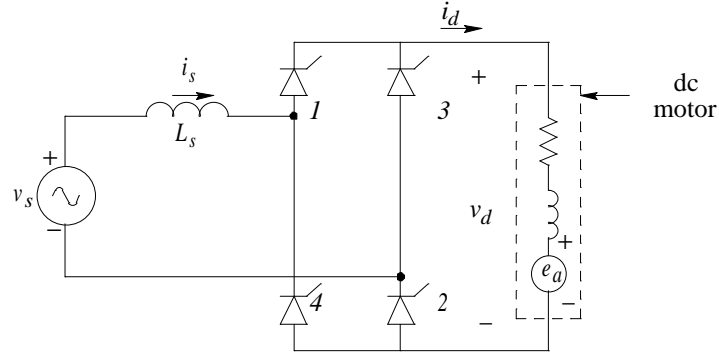 i_d
dc
motor
i_s
+
1
3
L_s
+
v_s
v_d
−
+
e_a
4
2
−
−